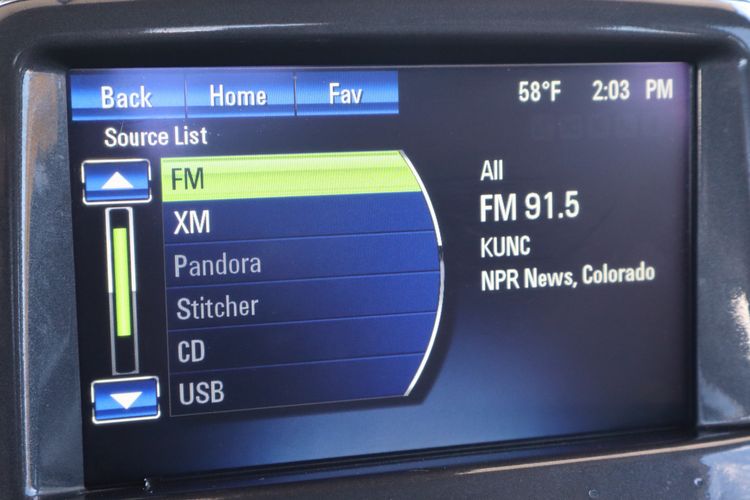 Back Home Fav 58°F 2:03 PM
Source List
FM
XM
Pandora
Stitcher
CD
USB
All
FM 91.5
KUNC
NPR News, Colorado